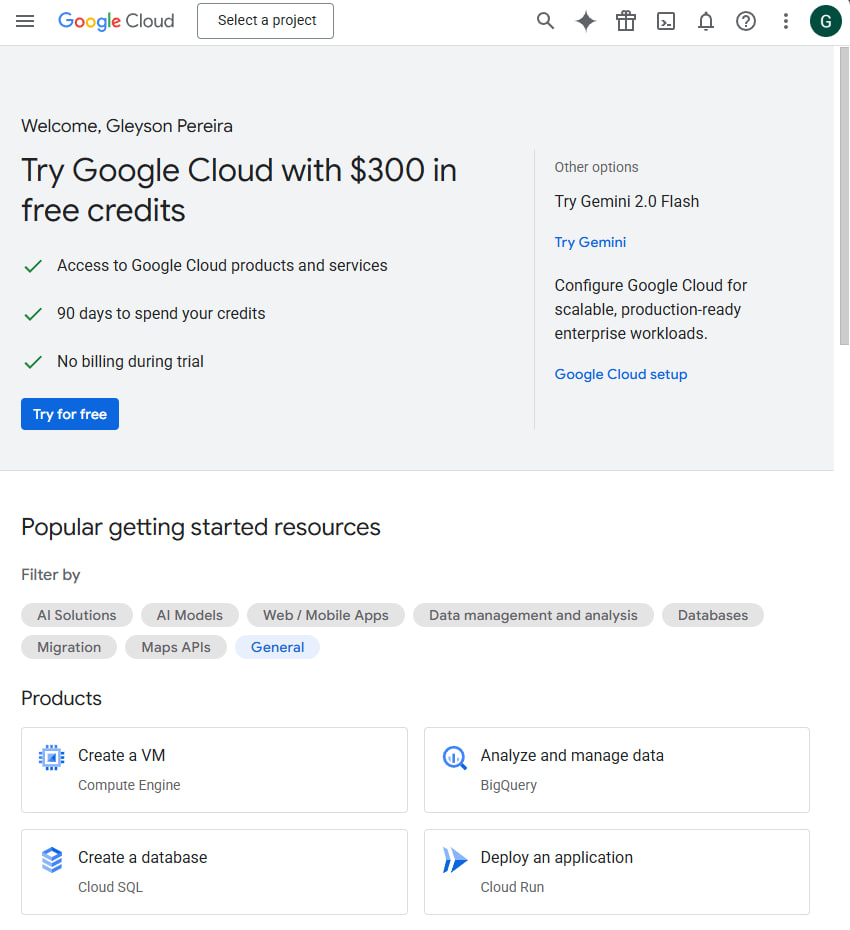 Google Cloud
Select a project
G
Welcome, Gleyson Pereira
Try Google Cloud with $300 in
free credits
Access to Google Cloud products and services
90 days to spend your credits
No billing during trial
Try for free
Other options
Try Gemini 2.0 Flash
Try Gemini
Configure Google Cloud for
scalable, production-ready
enterprise workloads.
Google Cloud setup
Popular getting started resources
Filter by
AI Solutions
AI Models
Web / Mobile Apps
Data management and analysis
Databases
Migration
Maps APIs
General
Products
Create a VM
Compute Engine
Analyze and manage data
BigQuery
Create a database
Cloud SQL
Deploy an application
Cloud Run